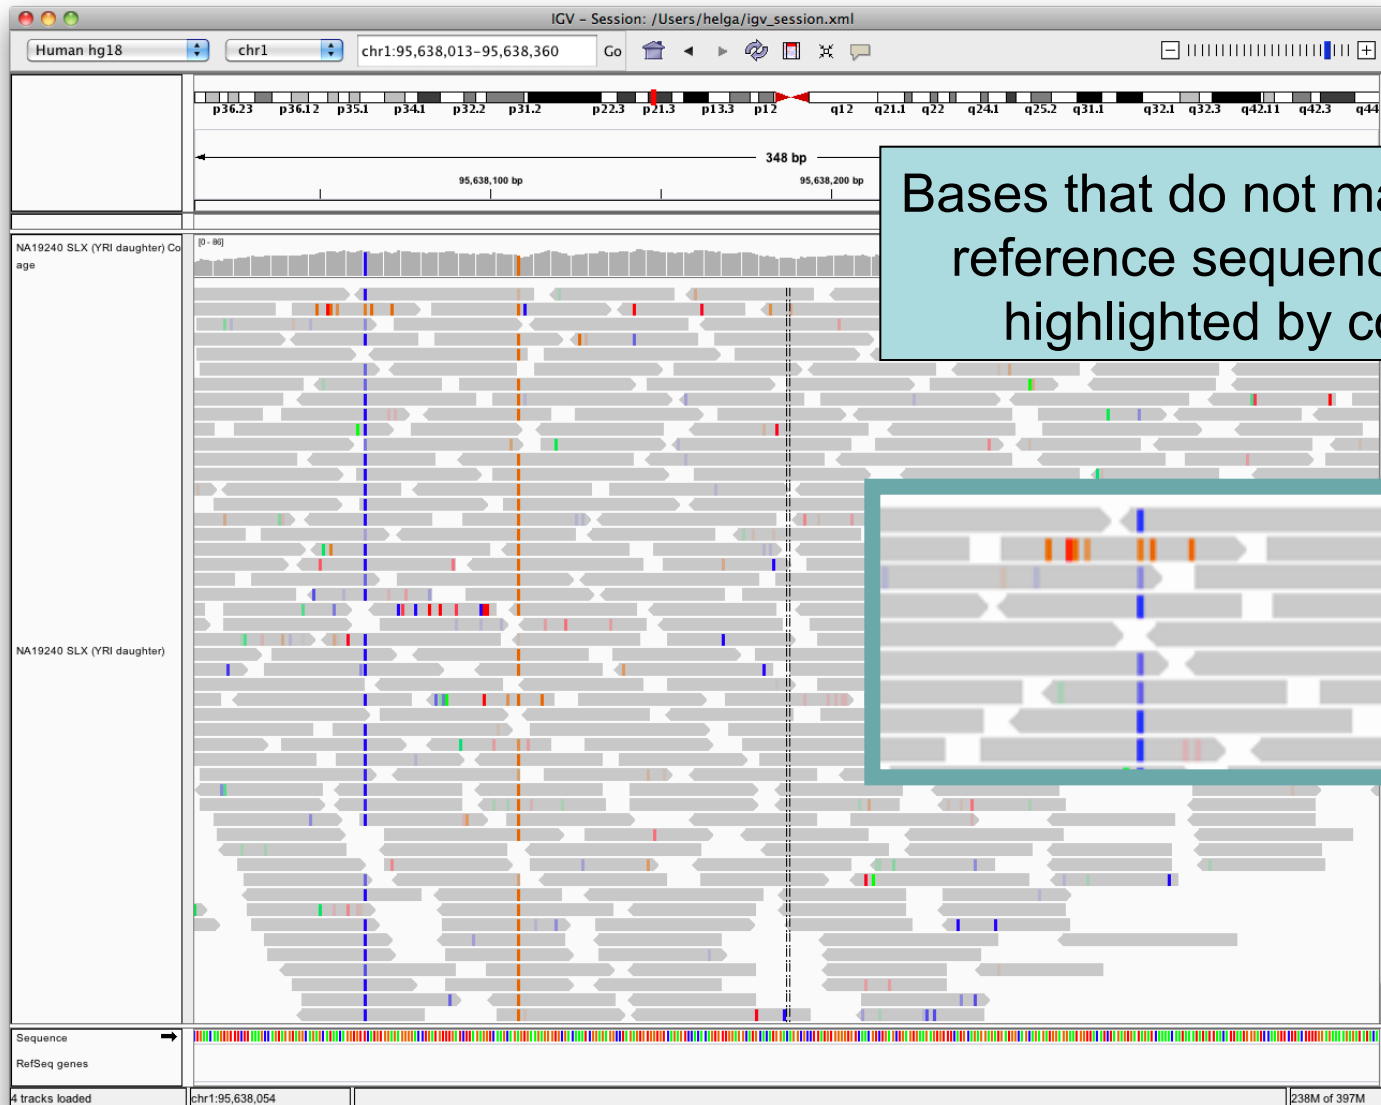 IGV – Session: /Users/helga/igv_session.xml
Human hg18 chr1 chr1:95,638,013–95,638,360 Go
p36.23 p36.12 p35.1 p34.1 p32.2 p31.2 p22.3 p21.3 p13.3 p12 q12 q21.1 q22 q24.1 q25.2 q31.1 q32.1 q32.3 q42.11 q42.3 q44
348 bp
95,638,100 bp 95,638,200 bp
Bases that do not ma
reference sequenc
highlighted by co
NA19240 SLX (YRI daughter) Co
age
[0 - 86]
NA19240 SLX (YRI daughter)
Sequence
RefSeq genes
4 tracks loaded chr1:95,638,054 238M of 397M